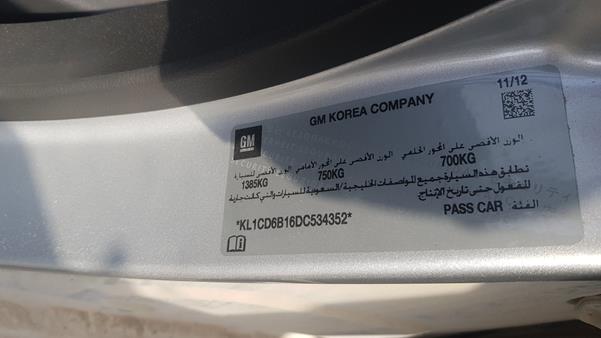 11/12
GM KOREA COMPANY
GM
الوزن الأقصى على المحور الخلفي الوزن الأقصى على المحور الأمامي الوزن الأقصى للسيارة
700KG 750KG 1385KG
تطابق هذه السيارة جميع المواصفات الخليجية/السعودية للسيارات والتي كانت جارية
المفعول حتى تاريخ الإنتاج.
الفئة PASS CAR
*KL1CD6B16DC534352*